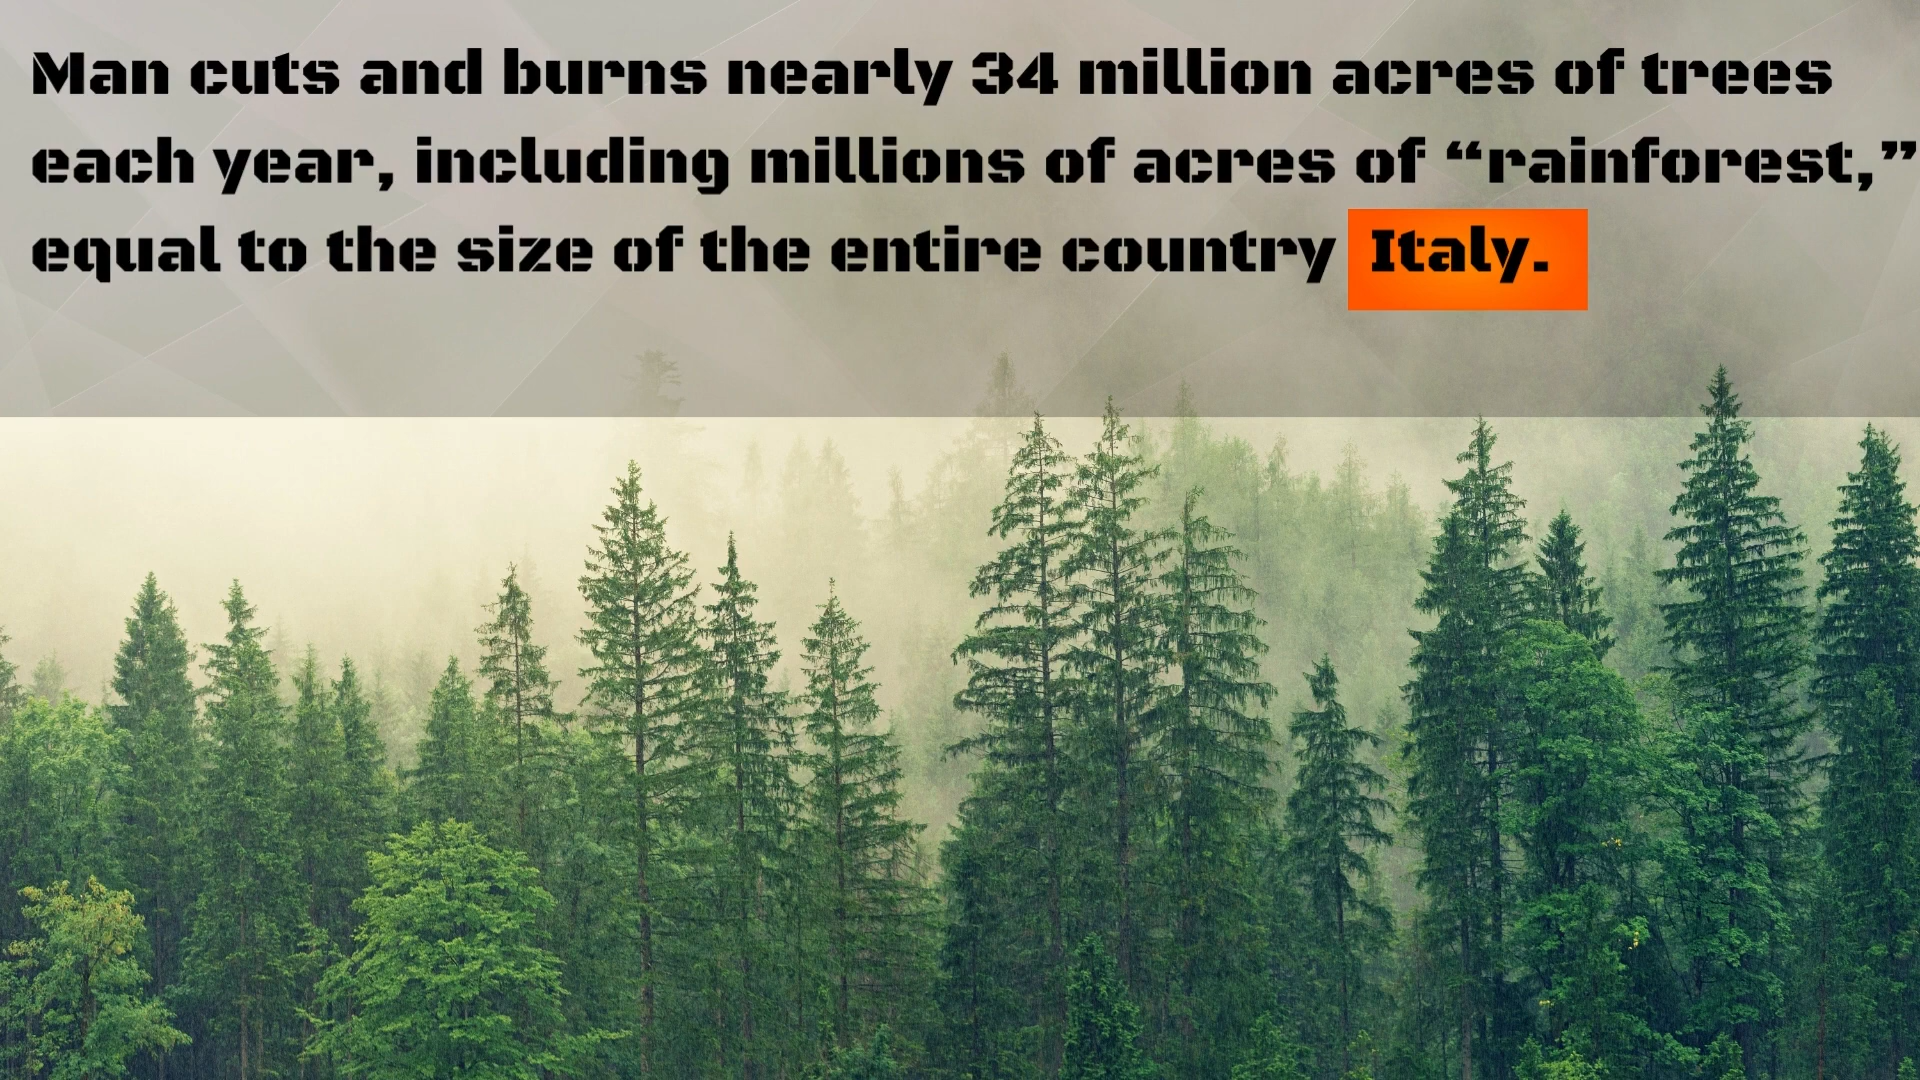 Man cuts and burns nearly 34 million acres of trees
each year, including millions of acres of “rainforest,”
equal to the size of the entire country Italy.